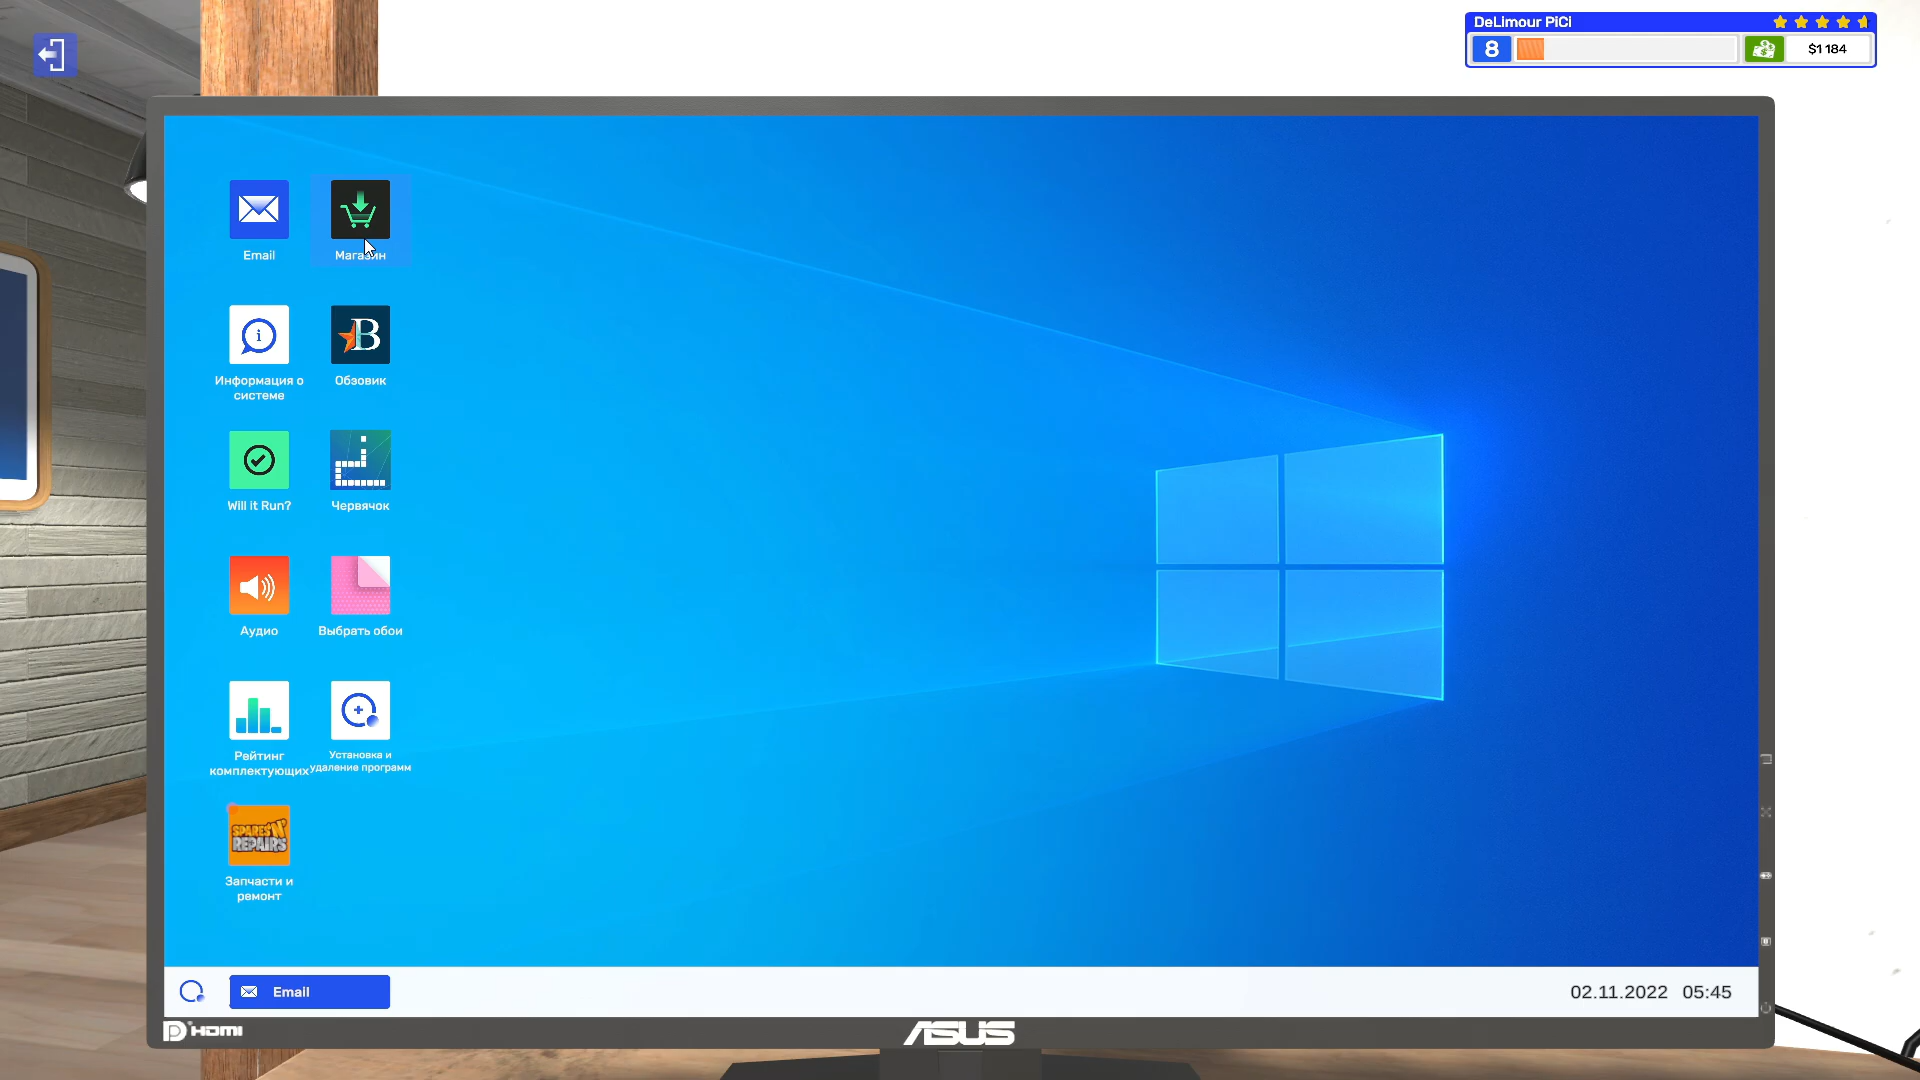 DeLimour PiCi
8
$1 184
Email
Магазин
Информация о
системе
Обзовик
Will it Run?
Червячок
Аудио
Выбрать обои
Рейтинг
комплектующих
Установка и
удаление программ
SPARES'N'
REPAIRS
Запчасти и
ремонт
Email
02.11.2022 05:45
HDMI
ASUS